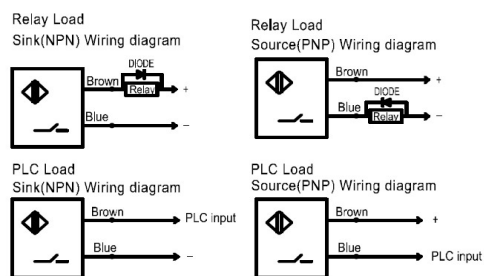 Relay Load
Sink(NPN) Wiring diagram
DIODE
Brown
Relay
+
Blue
−
Relay Load
Source(PNP) Wiring diagram
Brown
+
DIODE
Blue
Relay
−
PLC Load
Sink(NPN) Wiring diagram
Brown
PLC input
Blue
−
PLC Load
Source(PNP) Wiring diagram
Brown
+
Blue
PLC input